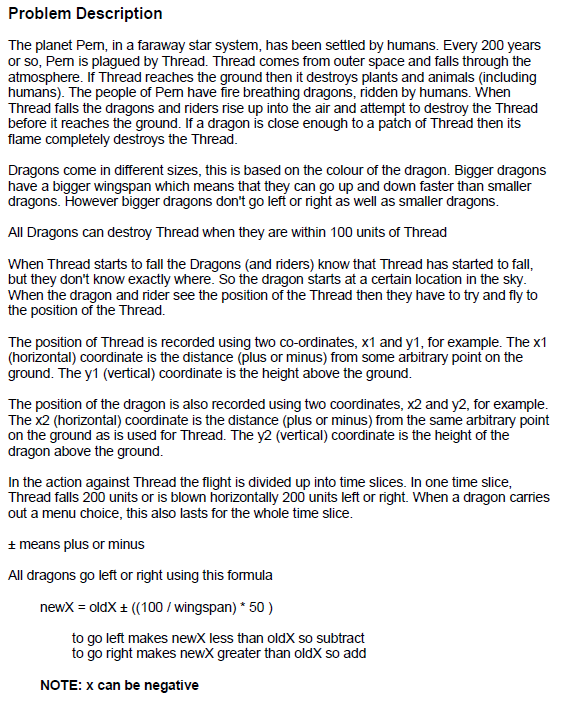 Problem Description
The planet Pern, in a faraway star system, has been settled by humans. Every 200 years
or so, Pern is plagued by Thread. Thread comes from outer space and falls through the
atmosphere. If Thread reaches the ground then it destroys plants and animals (including
humans). The people of Pern have fire breathing dragons, ridden by humans. When
Thread falls the dragons and riders rise up into the air and attempt to destroy the Thread
before it reaches the ground. If a dragon is close enough to a patch of Thread then its
flame completely destroys the Thread.
Dragons come in different sizes, this is based on the colour of the dragon. Bigger dragons
have a bigger wingspan which means that they can go up and down faster than smaller
dragons. However bigger dragons don't go left or right as well as smaller dragons.
All Dragons can destroy Thread when they are within 100 units of Thread
When Thread starts to fall the Dragons (and riders) know that Thread has started to fall,
but they don't know exactly where. So the dragon starts at a certain location in the sky.
When the dragon and rider see the position of the Thread then they have to try and fly to
the position of the Thread.
The position of Thread is recorded using two co-ordinates, x1 and y1, for example. The x1
(horizontal) coordinate is the distance (plus or minus) from some arbitrary point on the
ground. The y1 (vertical) coordinate is the height above the ground.
The position of the dragon is also recorded using two coordinates, x2 and y2, for example.
The x2 (horizontal) coordinate is the distance (plus or minus) from the same arbitrary point
on the ground as is used for Thread. The y2 (vertical) coordinate is the height of the
dragon above the ground.
In the action against Thread the flight is divided up into time slices. In one time slice,
Thread falls 200 units or is blown horizontally 200 units left or right. When a dragon carries
out a menu choice, this also lasts for the whole time slice.
± means plus or minus
All dragons go left or right using this formula
newX = oldX ± ((100 / wingspan) * 50 )
to go left makes newX less than oldX so subtract
to go right makes newX greater than oldX so add
NOTE: x can be negative